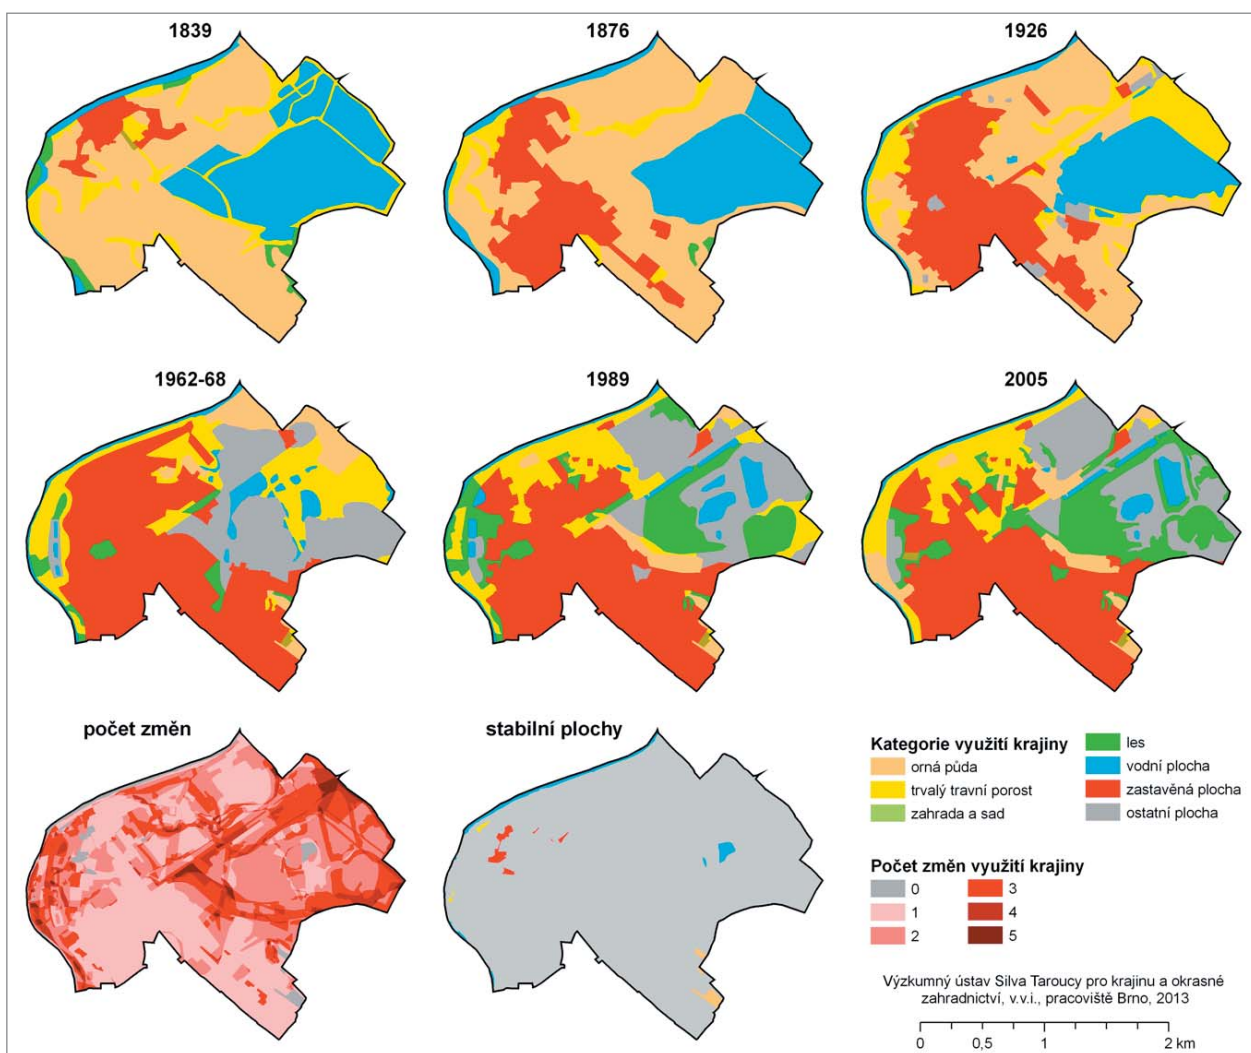 1839
1876
1926
1962-68
1989
2005
počet změn
stabilní plochy
Kategorie využití krajiny
orná půda
trvalý travní porost
zahrada a sad
les
vodní plocha
zastavěná plocha
ostatní plocha
Počet změn využití krajiny
0
1
2
3
4
5
Výzkumný ústav Silva Taroucy pro krajinu a okrasné
zahradnictví, v.v.i., pracoviště Brno, 2013
0 0,5 1 2 km